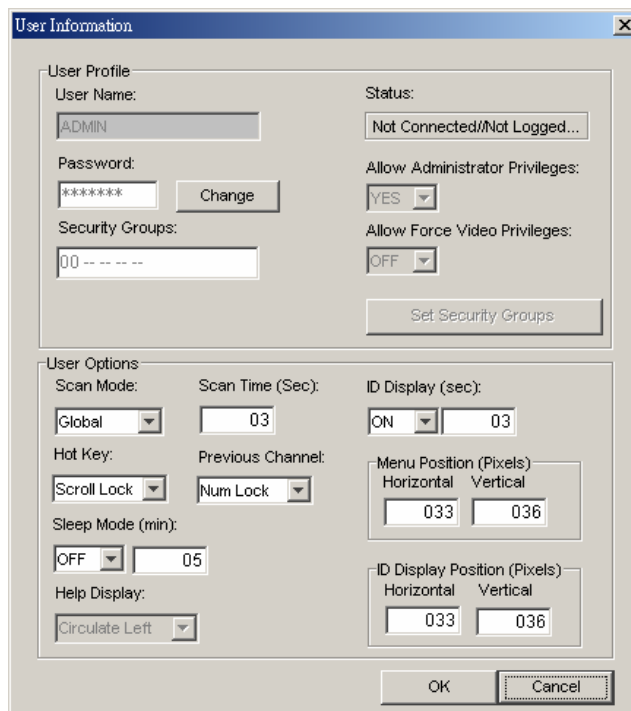 User Information
User Profile
User Name:
ADMIN
Status:
Not Connected//Not Logged...
Password:
*******
Change
Allow Administrator Privileges:
YES
Security Groups:
00 -- -- -- --
Allow Force Video Privileges:
OFF
Set Security Groups
User Options
Scan Mode:
Global
Scan Time (Sec):
03
ID Display (sec):
ON 03
Hot Key:
Scroll Lock
Previous Channel:
Num Lock
Menu Position (Pixels)
Horizontal Vertical
033 036
Sleep Mode (min):
OFF 05
Help Display:
Circulate Left
ID Display Position (Pixels)
Horizontal Vertical
033 036
OK Cancel